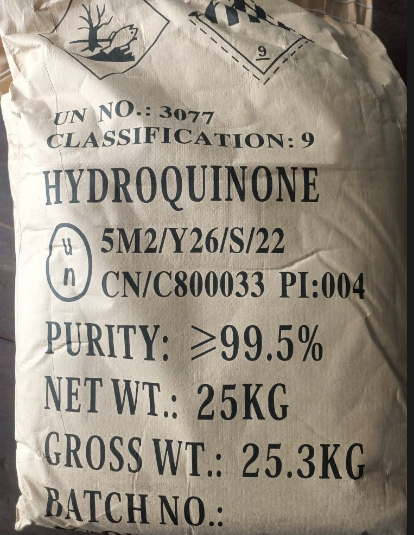 9
UN NO.: 3077
CLASSIFICATION: 9
HYDROQUINONE
un 5M2/Y26/S/22
CN/C800033 PI:004
PURITY: ≥99.5%
NET WT.: 25KG
GROSS WT.: 25.3KG
BATCH NO.: